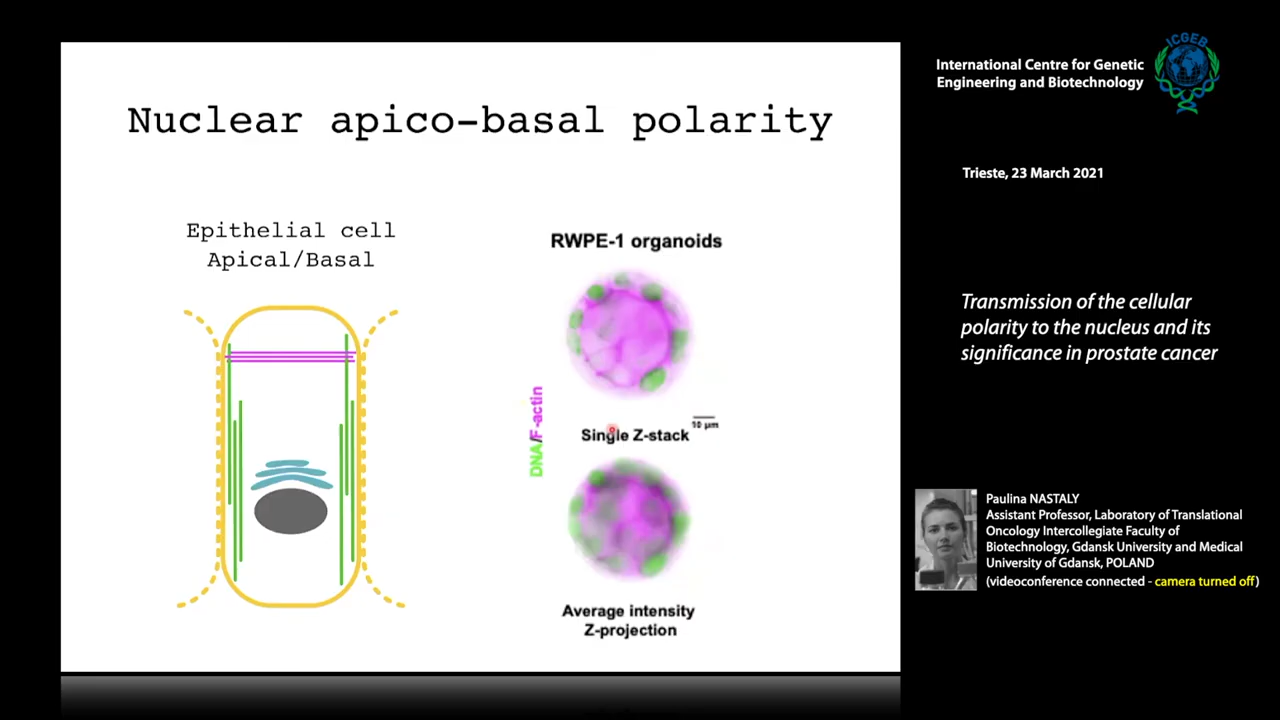 Nuclear apico-basal polarity
Epithelial cell
Apical/Basal
RWPE-1 organoids
DNA/F-actin
Single Z-stack
10 µm
Average intensity
Z-projection
International Centre for Genetic
Engineering and Biotechnology
ICGEB
Trieste, 23 March 2021
Transmission of the cellular
polarity to the nucleus and its
significance in prostate cancer
Paulina NASTALY
Assistant Professor, Laboratory of Translational
Oncology Intercollegiate Faculty of
Biotechnology, Gdansk University and Medical
University of Gdansk, POLAND
(videoconference connected - camera turned off)